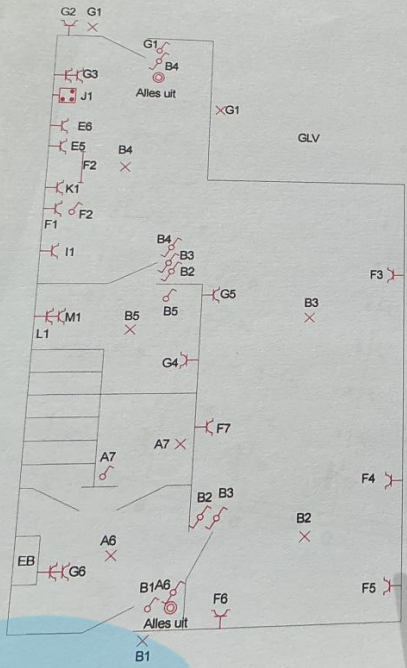 G2 G1
G1
B4
G3
J1
Alles uit
G1
E6
GLV
E5
B4
F2
K1
F2
F1
B4
I1
B3
B2
F3
B5
G5
M1
B5
B3
L1
G4
F7
A7
A7
F4
B2 B3
B2
A6
EB
G6
B1 A6
F6
F5
Alles uit
B1